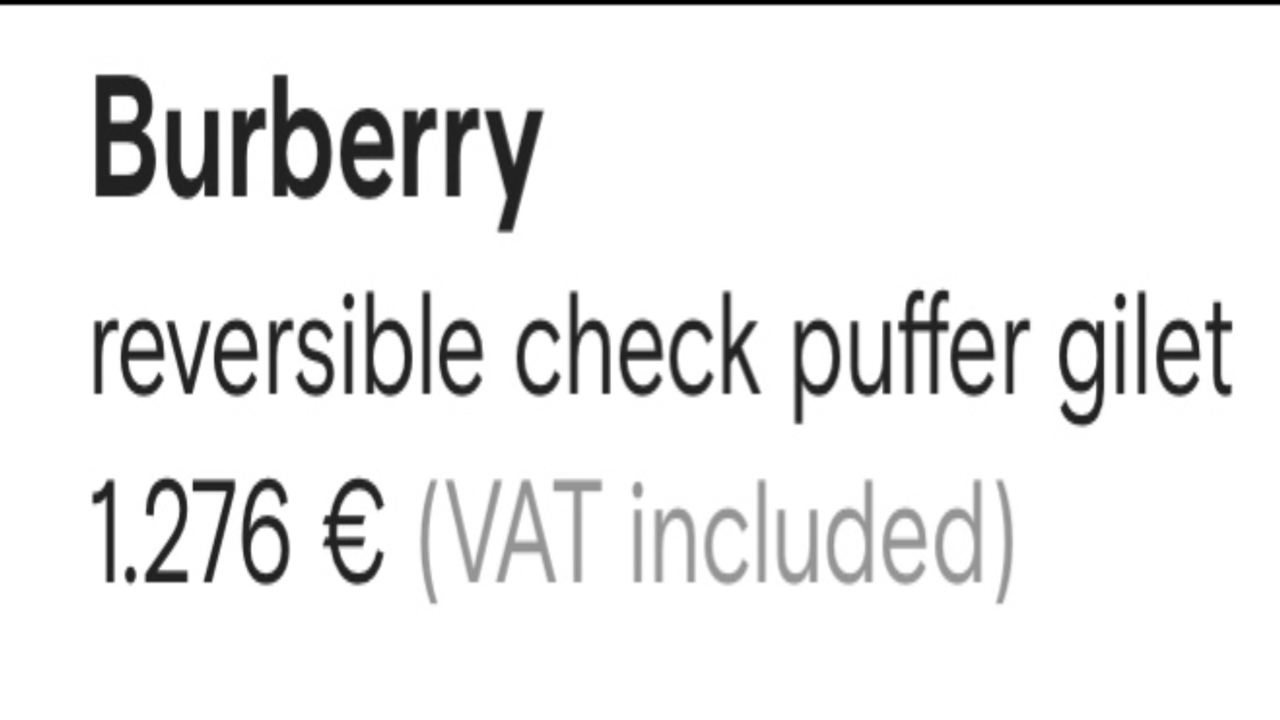 Burberry
reversible check puffer gilet
1.276 € (VAT included)